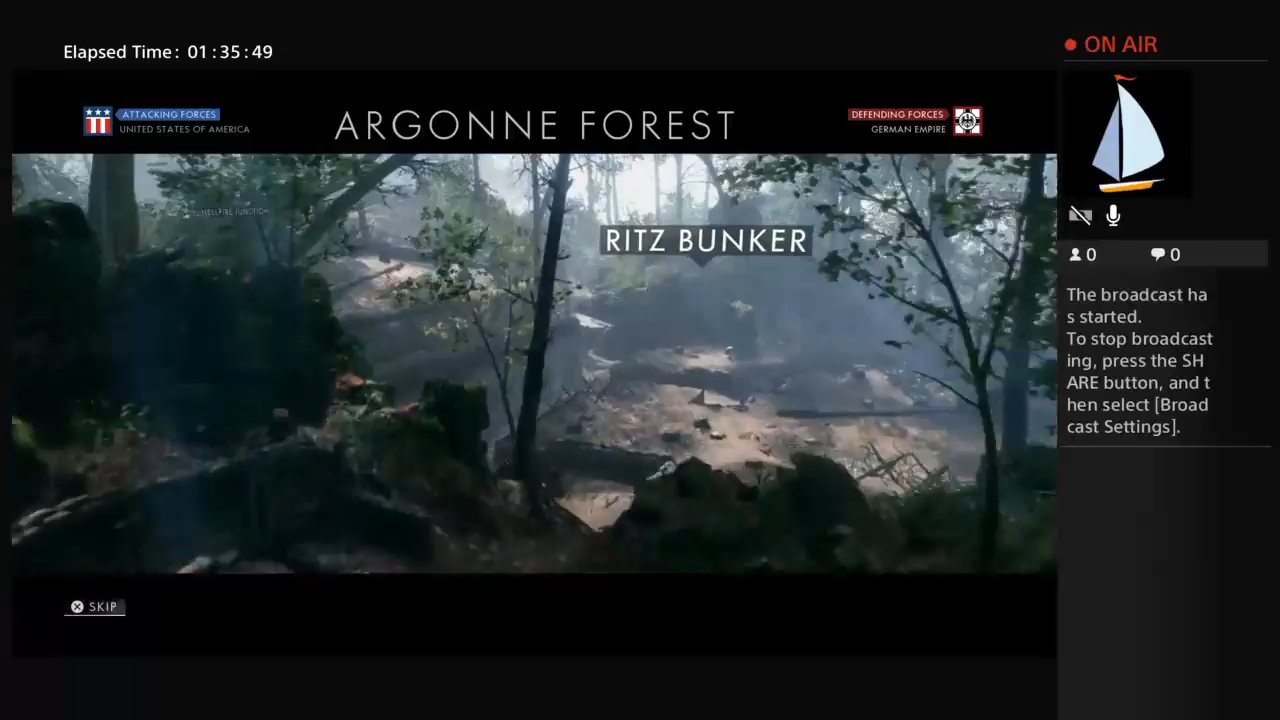 Elapsed Time: 01:35:49
ON AIR
ATTACKING FORCES
UNITED STATES OF AMERICA
ARGONNE FOREST
DEFENDING FORCES
GERMAN EMPIRE
HELLFIRE JUNCTION
RITZ BUNKER
0
0
The broadcast ha
s started.
To stop broadcast
ing, press the SH
ARE button, and t
hen select [Broad
cast Settings].
SKIP